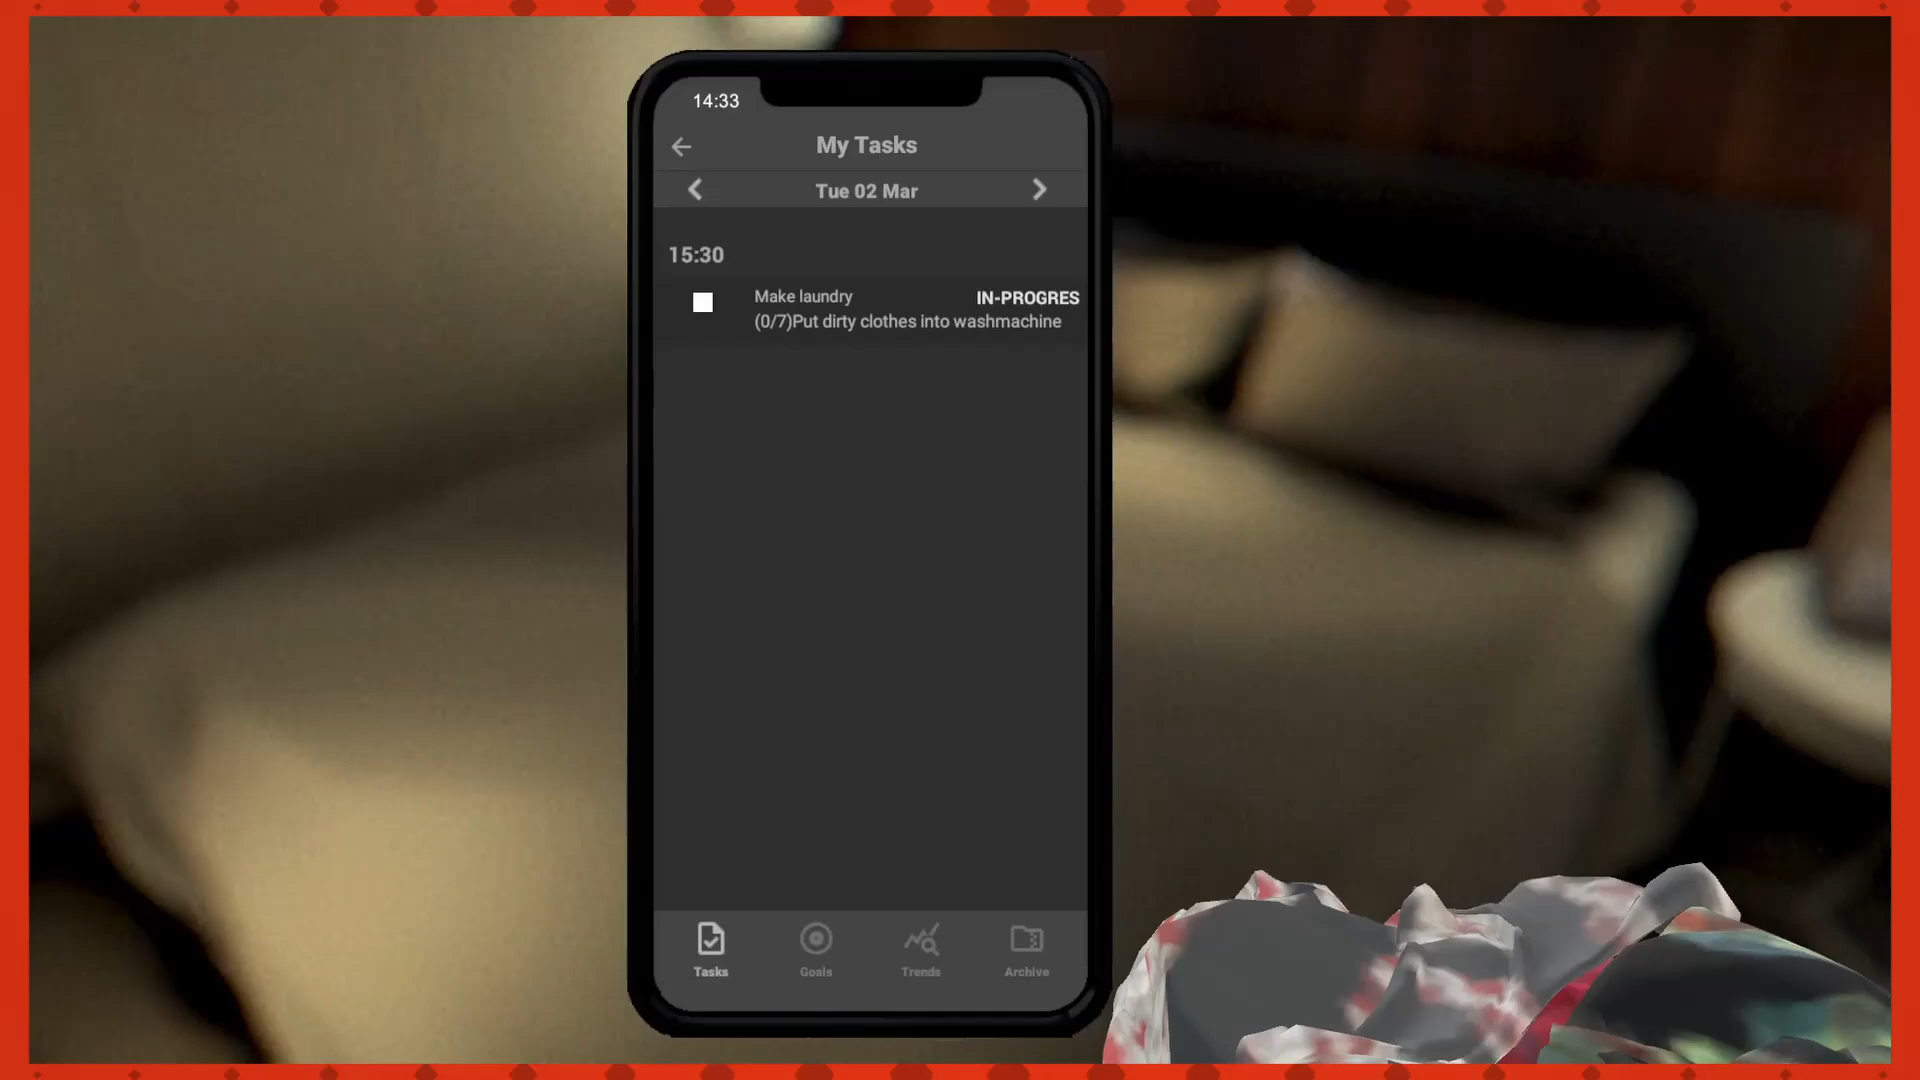 14:33
My Tasks
Tue 02 Mar
15:30
Make laundry
IN-PROGRES
(0/7)Put dirty clothes into washmachine
Tasks
Goals
Trends
Archive